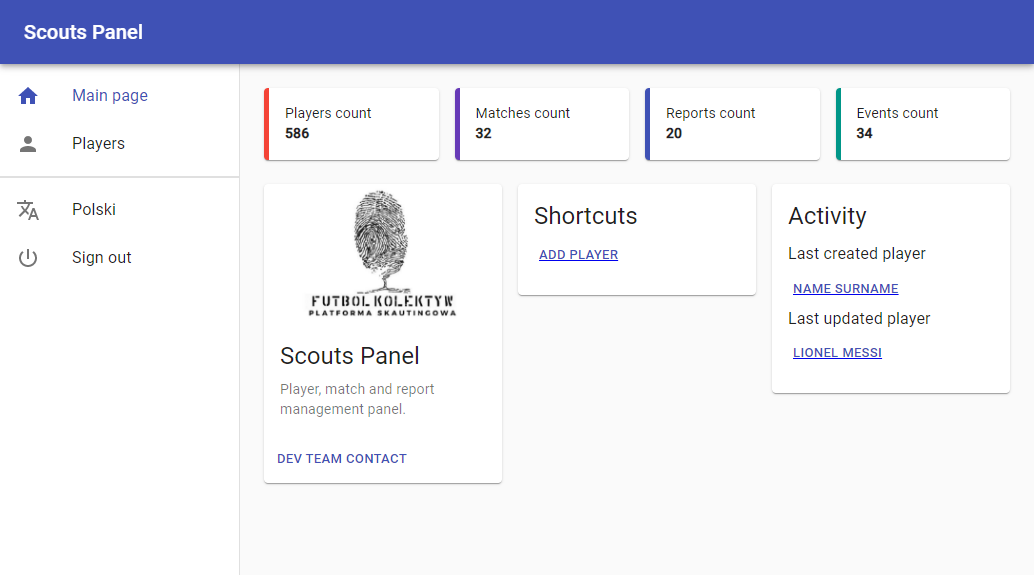 Scouts Panel
Main page
Players
Polski
Sign out
Players count
586
Matches count
32
Reports count
20
Events count
34
FUTBOL KOLEKTYW
PLATFORMA SKAUTINGOWA
Scouts Panel
Player, match and report
management panel.
DEV TEAM CONTACT
Shortcuts
ADD PLAYER
Activity
Last created player
NAME SURNAME
Last updated player
LIONEL MESSI